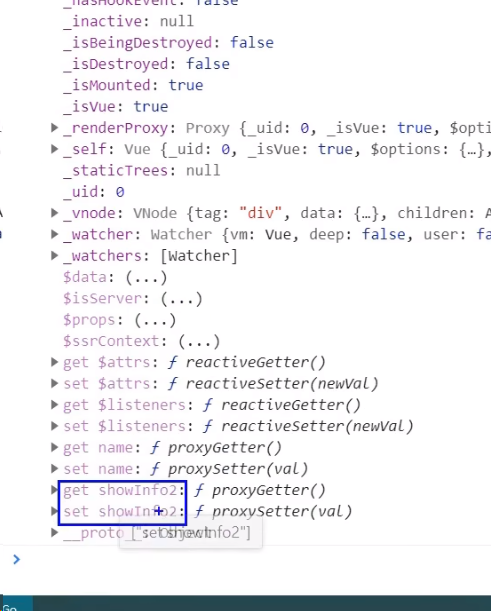 _hasHookEvent: false
_inactive: null
_isBeingDestroyed: false
_isDestroyed: false
_isMounted: true
_isVue: true
▶ _renderProxy: Proxy {_uid: 0, _isVue: true, $opti
▶ _self: Vue {_uid: 0, _isVue: true, $options: {…},
_staticTrees: null
_uid: 0
▶ _vnode: VNode {tag: "div", data: {…}, children: A
▶ _watcher: Watcher {vm: Vue, deep: false, user: fa
▶ _watchers: [Watcher]
$data: (...)
$isServer: (...)
$props: (...)
$ssrContext: (...)
▶ get $attrs: ƒ reactiveGetter()
▶ set $attrs: ƒ reactiveSetter(newVal)
▶ get $listeners: ƒ reactiveGetter()
▶ set $listeners: ƒ reactiveSetter(newVal)
▶ get name: ƒ proxyGetter()
▶ set name: ƒ proxySetter(val)
▶ get showInfo2: ƒ proxyGetter()
▶ set showInfo2: ƒ proxySetter(val)
▶ __proto__: Object
["set showInfo2"]
>
Go